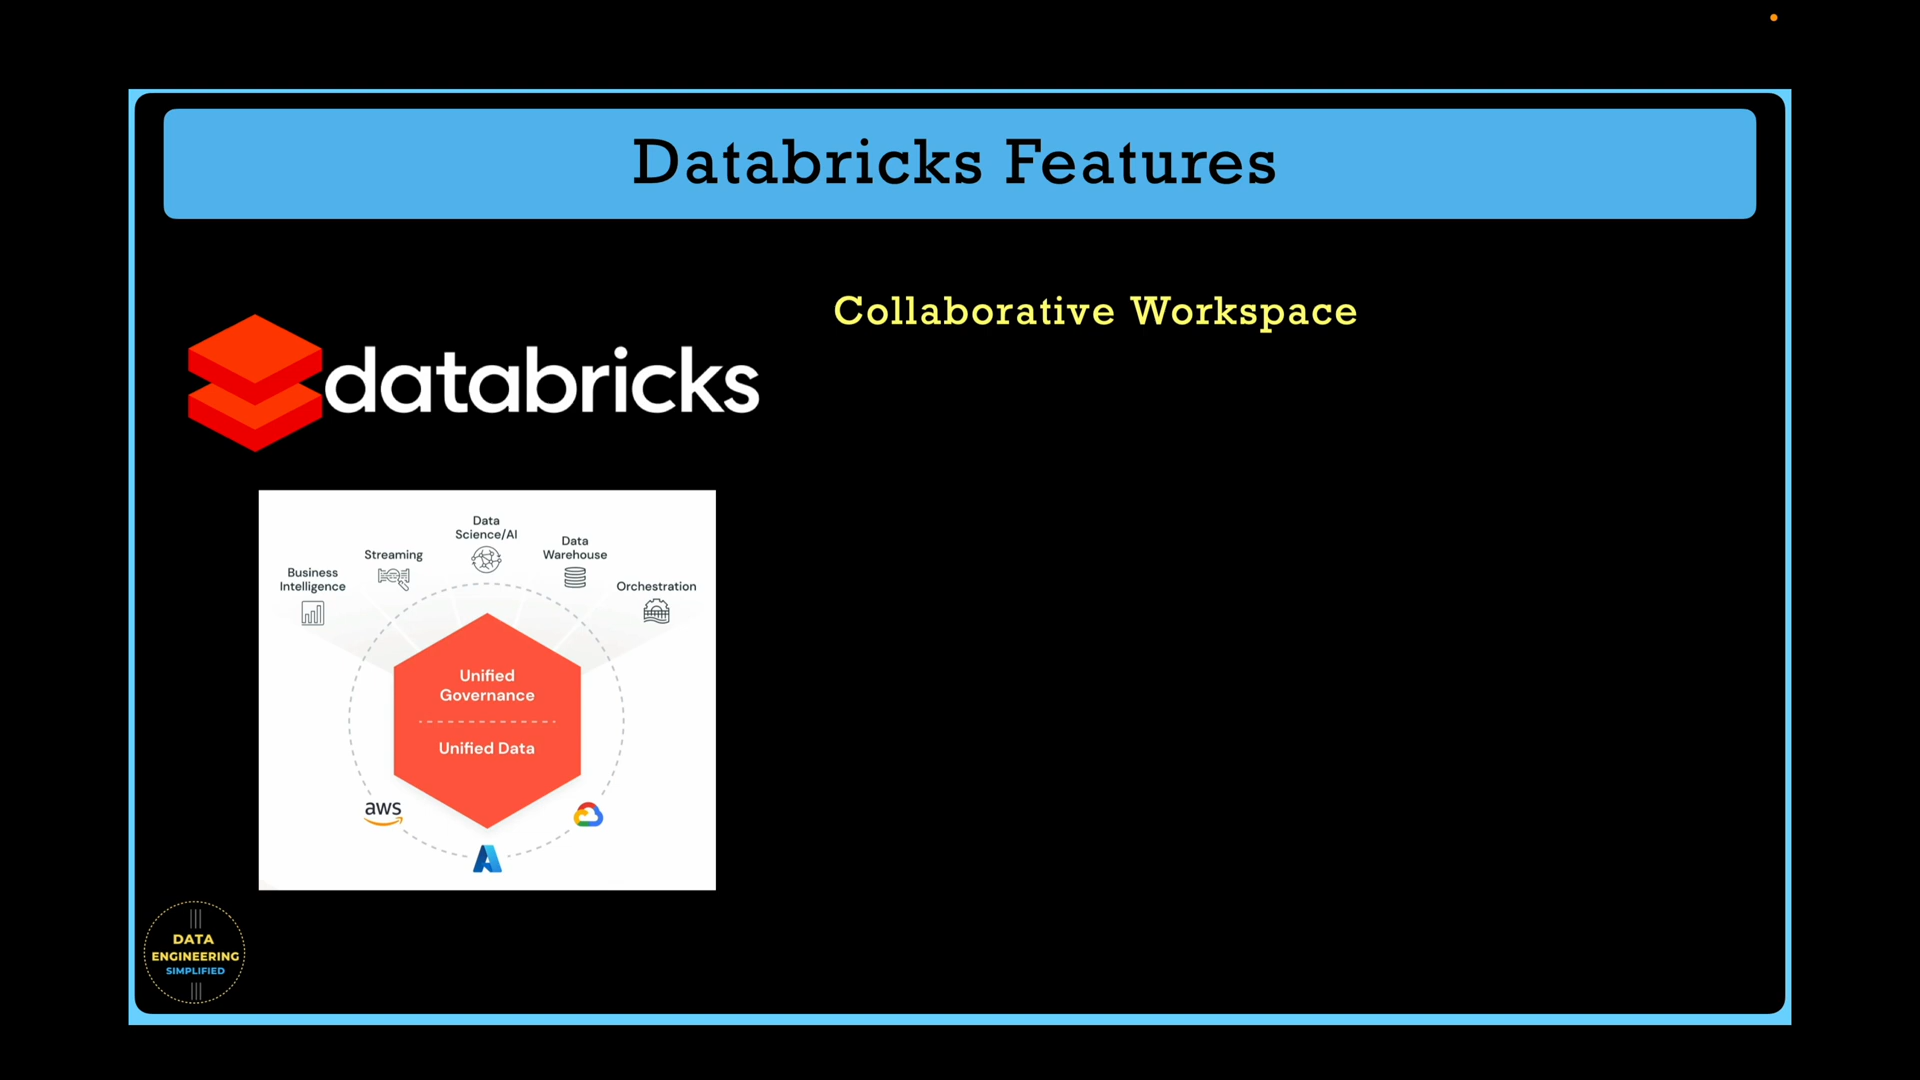 Databricks Features
Collaborative Workspace
databricks
Data
Science/AI
Data
Warehouse
Streaming
Business
Intelligence
Orchestration
Unified
Governance
Unified Data
aws
DATA
ENGINEERING
SIMPLIFIED